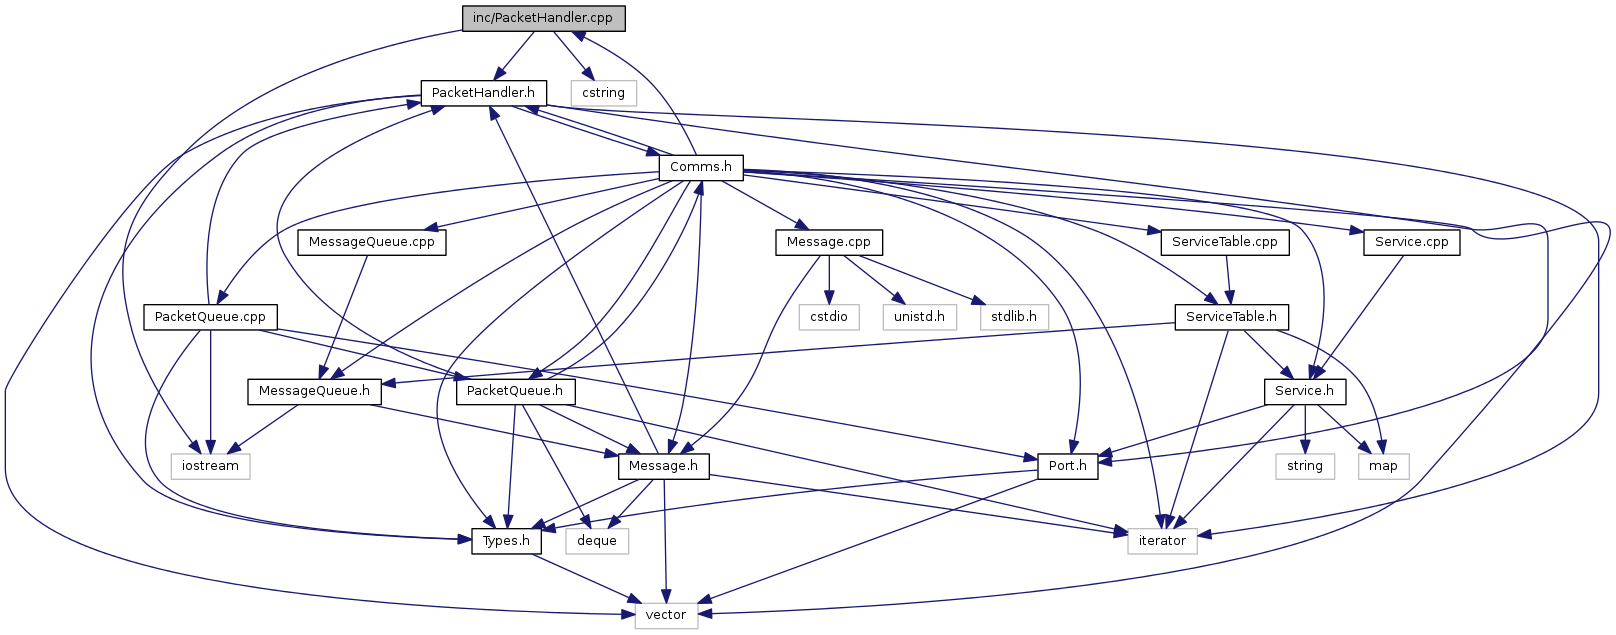 inc/PacketHandler.cpp
PacketHandler.h
cstring
Comms.h
MessageQueue.cpp
Message.cpp
ServiceTable.cpp
Service.cpp
PacketQueue.cpp
cstdio
unistd.h
stdlib.h
ServiceTable.h
MessageQueue.h
PacketQueue.h
Service.h
iostream
Message.h
Port.h
string
map
Types.h
deque
iterator
vector